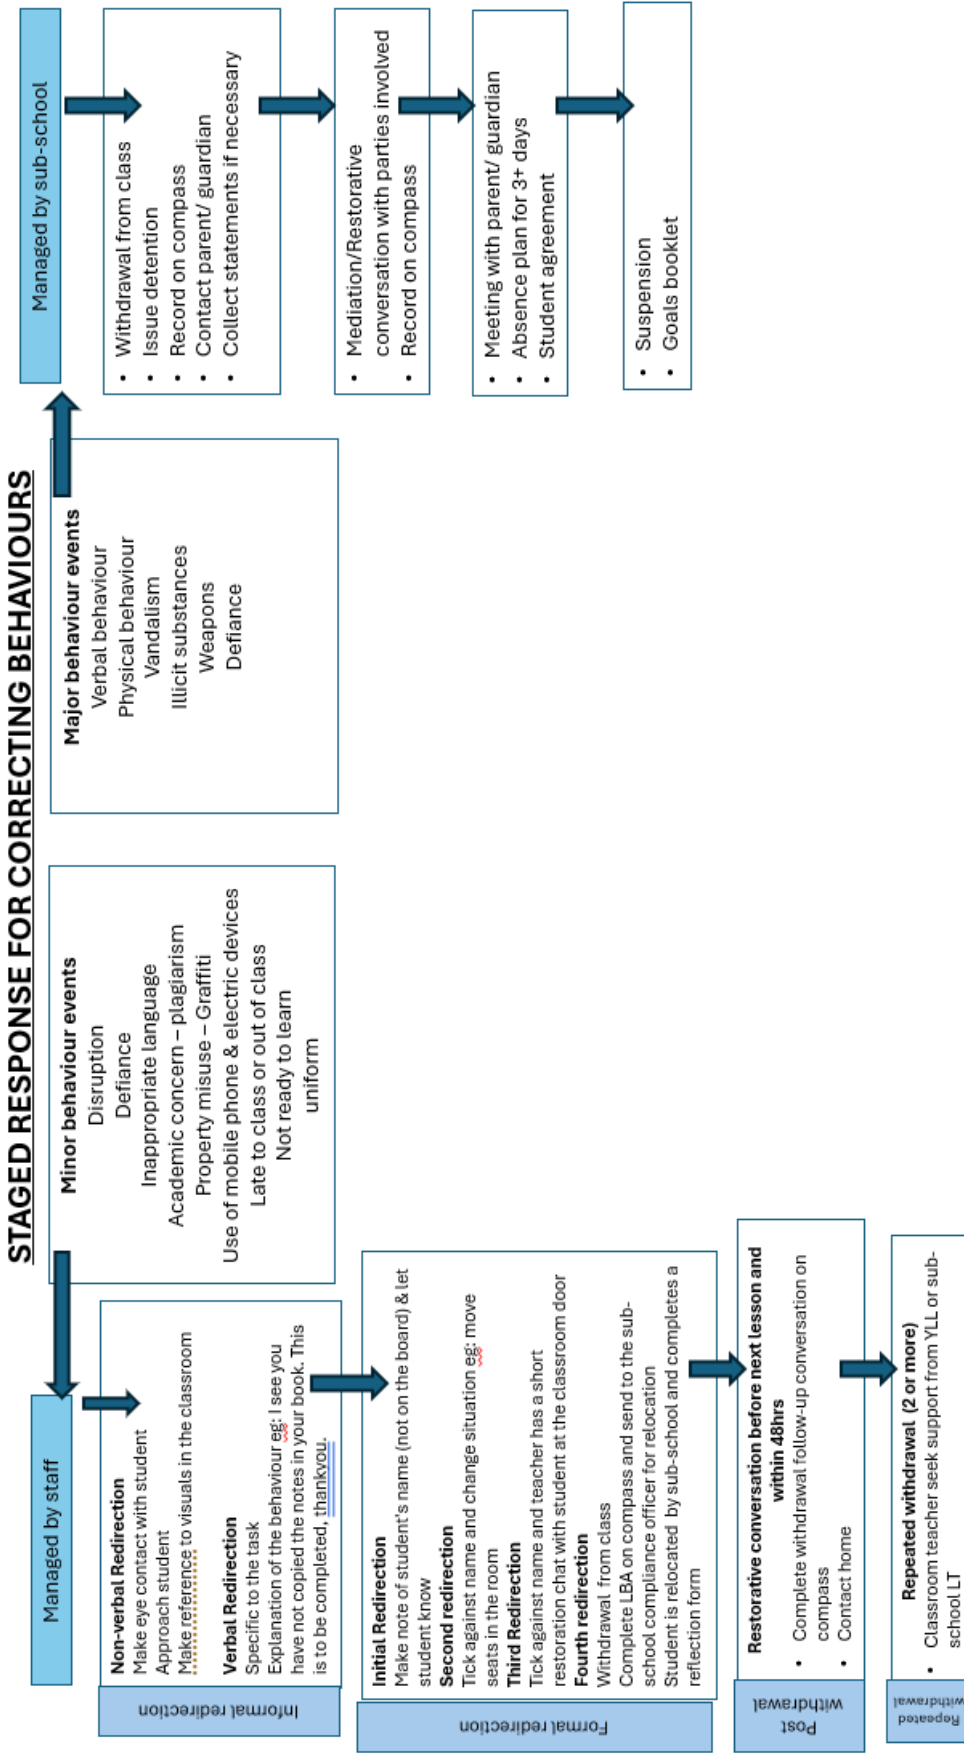 STAGED RESPONSE FOR CORRECTING BEHAVIOURS
Managed by staff
Minor behaviour events
Disruption
Defiance
Inappropriate language
Academic concern – plagiarism
Property misuse – Graffiti
Use of mobile phone & electric devices
Late to class or out of class
Not ready to learn
uniform
Major behaviour events
Verbal behaviour
Physical behaviour
Vandalism
Illicit substances
Weapons
Defiance
Managed by sub-school
Informal redirection
Non-verbal Redirection
Make eye contact with student
Approach student
Make reference to visuals in the classroom
Verbal Redirection
Specific to the task
Explanation of the behaviour eg: I see you
have not copied the notes in your book. This
is to be completed, thankyou.
Formal redirection
Initial Redirection
Make note of student's name (not on the board) & let
student know
Second redirection
Tick against name and change situation eg: move
seats in the room
Third Redirection
Tick against name and teacher has a short
restoration chat with student at the classroom door
Fourth redirection
Withdrawal from class
Complete LBA on compass and send to the sub-
school compliance officer for relocation
Student is relocated by sub-school and completes a
reflection form
Post
withdrawal
Restorative conversation before next lesson and
within 48hrs
• Complete withdrawal follow-up conversation on
compass
• Contact home
Repeated
withdrawal
Repeated withdrawal (2 or more)
• Classroom teacher seek support from YLL or sub-
school LT
• Withdrawal from class
• Issue detention
• Record on compass
• Contact parent/ guardian
• Collect statements if necessary
• Mediation/Restorative
conversation with parties involved
• Record on compass
• Meeting with parent/ guardian
• Absence plan for 3+ days
• Student agreement
• Suspension
• Goals booklet